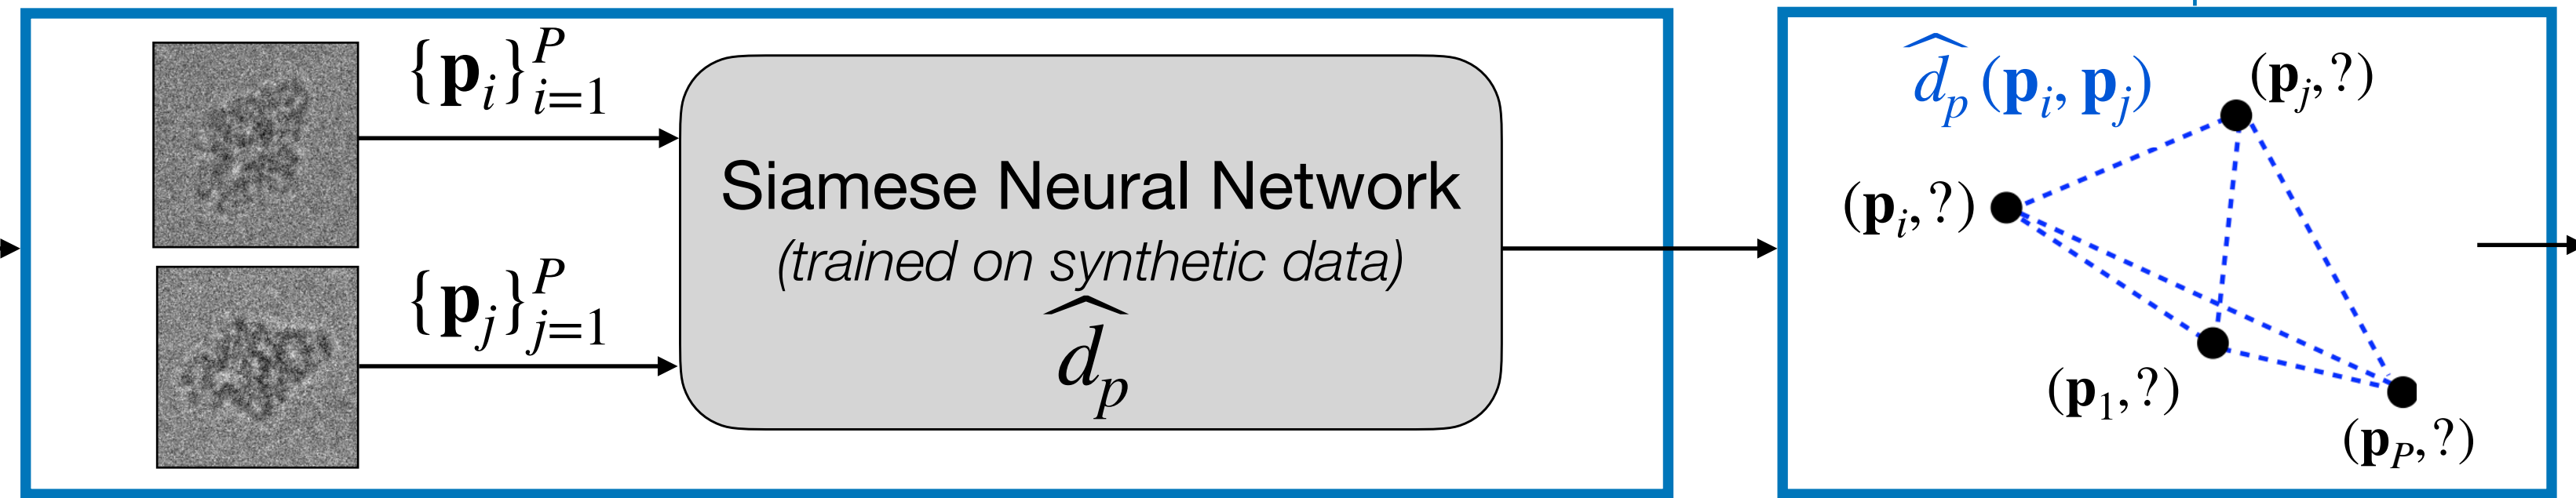 {p_i}_{i=1}^P
{p_j}_{j=1}^P
Siamese Neural Network
(trained on synthetic data)
\widehat{d_p}
\widehat{d_p}(p_i, p_j)
(p_j, ?)
(p_i, ?)
(p_1, ?)
(p_P, ?)